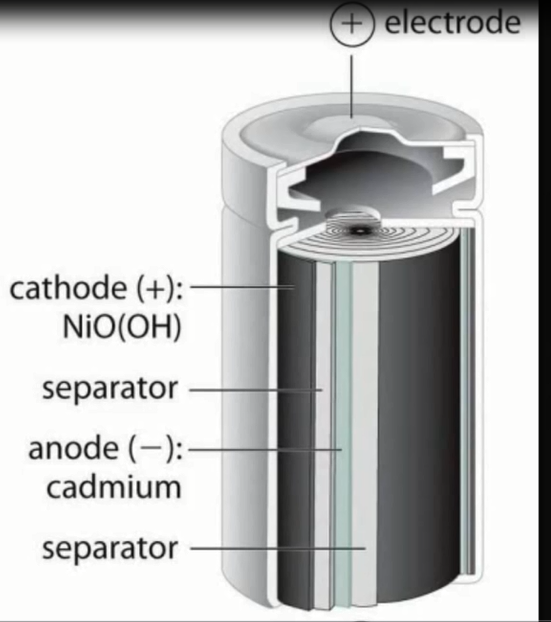 + electrode
cathode (+):
NiO(OH)
separator
anode (−):
cadmium
separator